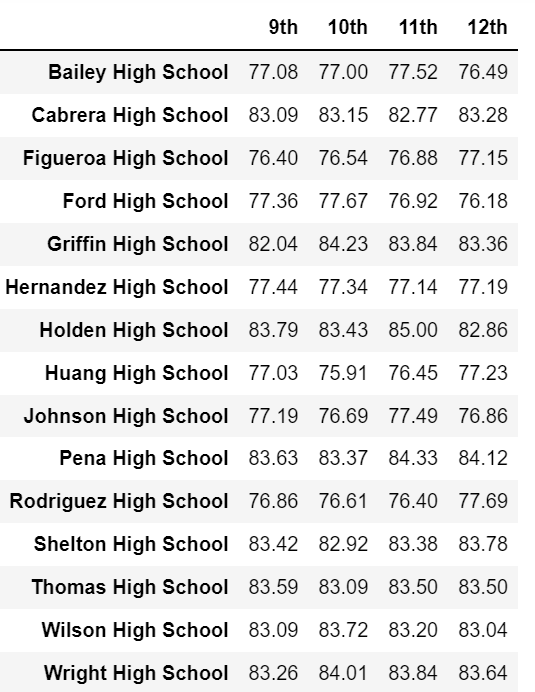 9th 10th 11th 12th
Bailey High School 77.08 77.00 77.52 76.49
Cabrera High School 83.09 83.15 82.77 83.28
Figueroa High School 76.40 76.54 76.88 77.15
Ford High School 77.36 77.67 76.92 76.18
Griffin High School 82.04 84.23 83.84 83.36
Hernandez High School 77.44 77.34 77.14 77.19
Holden High School 83.79 83.43 85.00 82.86
Huang High School 77.03 75.91 76.45 77.23
Johnson High School 77.19 76.69 77.49 76.86
Pena High School 83.63 83.37 84.33 84.12
Rodriguez High School 76.86 76.61 76.40 77.69
Shelton High School 83.42 82.92 83.38 83.78
Thomas High School 83.59 83.09 83.50 83.50
Wilson High School 83.09 83.72 83.20 83.04
Wright High School 83.26 84.01 83.84 83.64